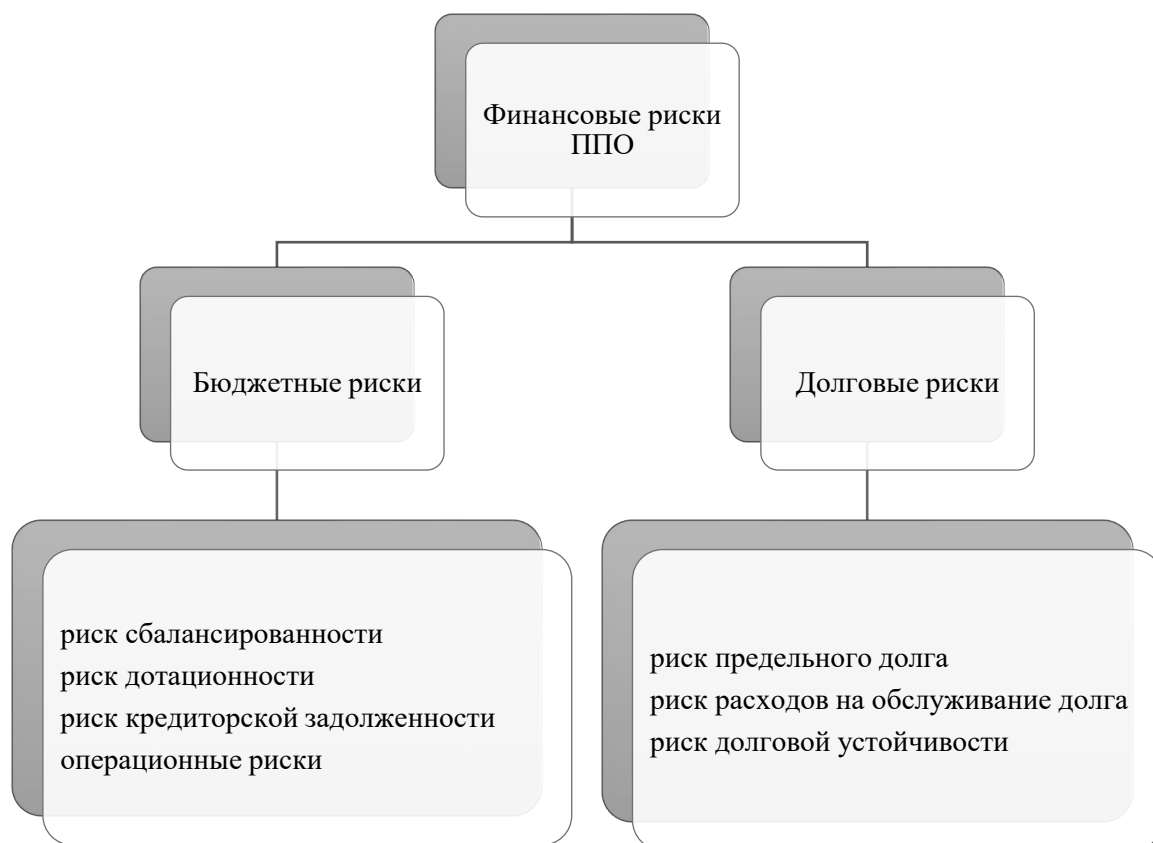 Финансовые риски
ППО
Бюджетные риски
Долговые риски
риск сбалансированности
риск дотационности
риск кредиторской задолженности
операционные риски
риск предельного долга
риск расходов на обслуживание долга
риск долговой устойчивости